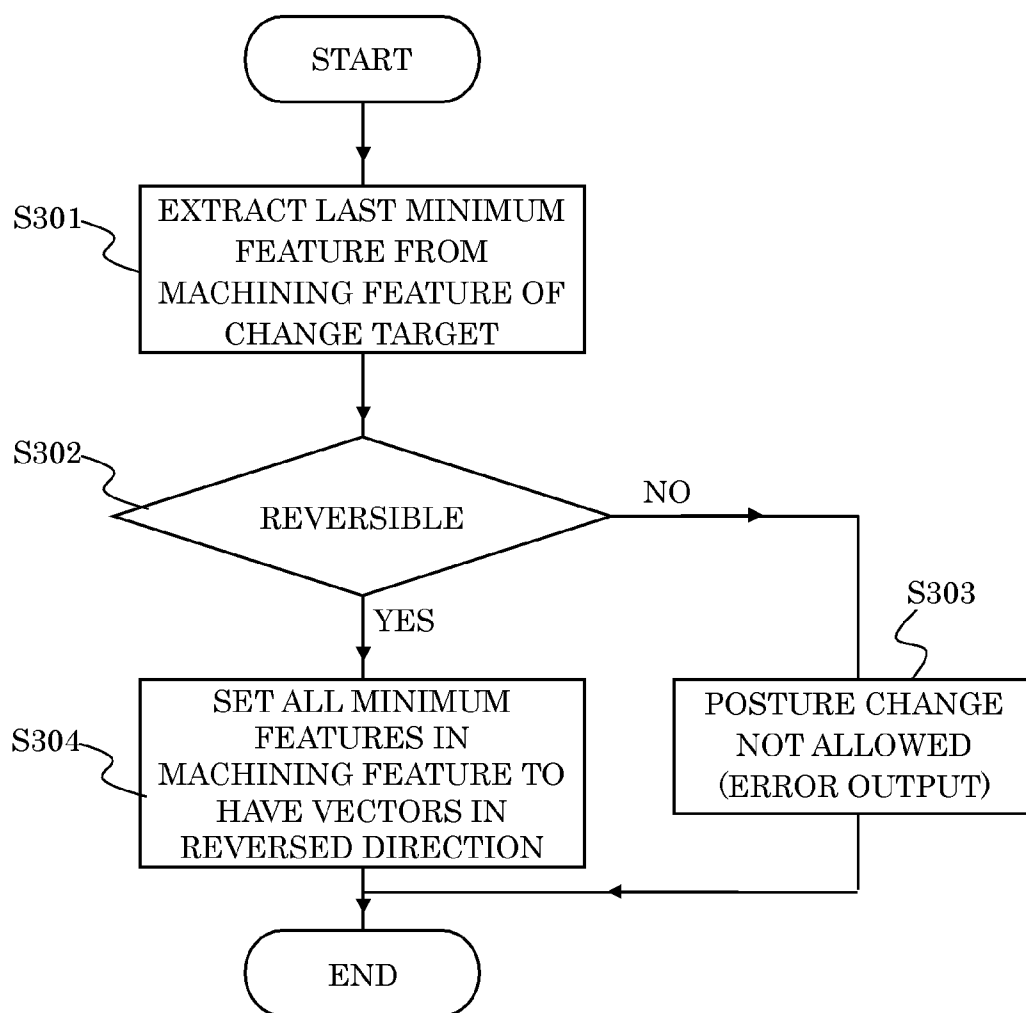 START
S301
EXTRACT LAST MINIMUM
FEATURE FROM
MACHINING FEATURE OF
CHANGE TARGET
S302
REVERSIBLE
NO
YES
S303
POSTURE CHANGE
NOT ALLOWED
(ERROR OUTPUT)
S304
SET ALL MINIMUM
FEATURES IN
MACHINING FEATURE TO
HAVE VECTORS IN
REVERSED DIRECTION
END